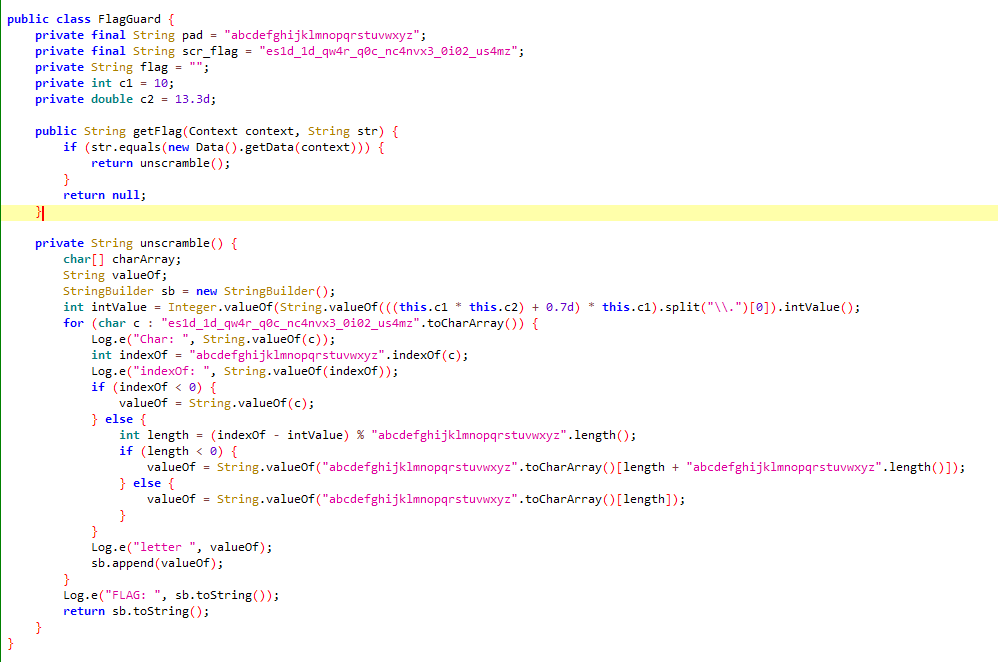 public class FlagGuard {
    private final String pad = "abcdefghijklmnopqrstuvwxyz";
    private final String scr_flag = "es1d_1d_qw4r_q0c_nc4nvx3_0i02_us4mz";
    private String flag = "";
    private int c1 = 10;
    private double c2 = 13.3d;

    public String getFlag(Context context, String str) {
        if (str.equals(new Data().getData(context))) {
            return unscramble();
        }
        return null;
    }

    private String unscramble() {
        char[] charArray;
        String valueOf;
        StringBuilder sb = new StringBuilder();
        int intValue = Integer.valueOf(String.valueOf(((this.c1 * this.c2) + 0.7d) * this.c1).split("\\.")[0]).intValue();
        for (char c : "es1d_1d_qw4r_q0c_nc4nvx3_0i02_us4mz".toCharArray()) {
            Log.e("Char: ", String.valueOf(c));
            int indexOf = "abcdefghijklmnopqrstuvwxyz".indexOf(c);
            Log.e("indexOf: ", String.valueOf(indexOf));
            if (indexOf < 0) {
                valueOf = String.valueOf(c);
            } else {
                int length = (indexOf - intValue) % "abcdefghijklmnopqrstuvwxyz".length();
                if (length < 0) {
                    valueOf = String.valueOf("abcdefghijklmnopqrstuvwxyz".toCharArray()[length + "abcdefghijklmnopqrstuvwxyz".length()]);
                } else {
                    valueOf = String.valueOf("abcdefghijklmnopqrstuvwxyz".toCharArray()[length]);
                }
            }
            Log.e("letter ", valueOf);
            sb.append(valueOf);
        }
        Log.e("FLAG: ", sb.toString());
        return sb.toString();
    }
}